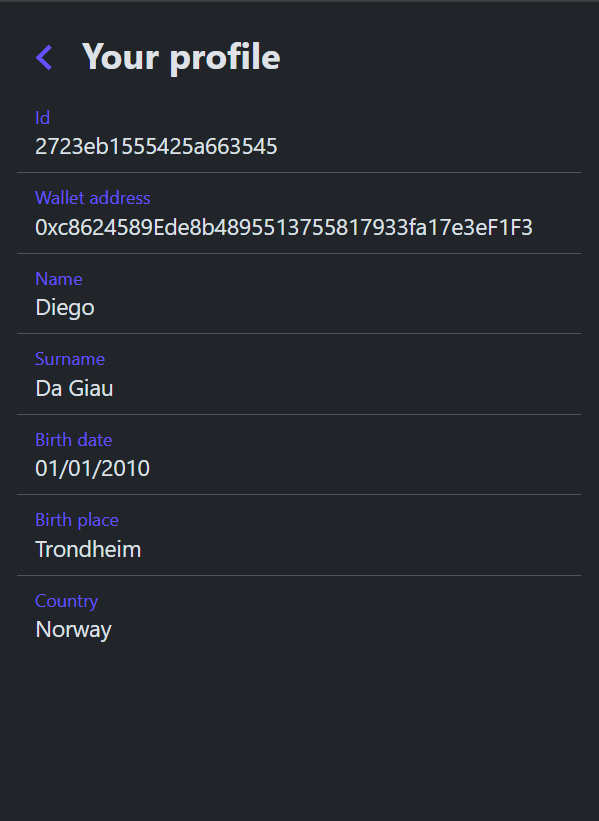 Your profile
Id
2723eb1555425a663545
Wallet address
0xc8624589Ede8b4895513755817933fa17e3eF1F3
Name
Diego
Surname
Da Giau
Birth date
01/01/2010
Birth place
Trondheim
Country
Norway